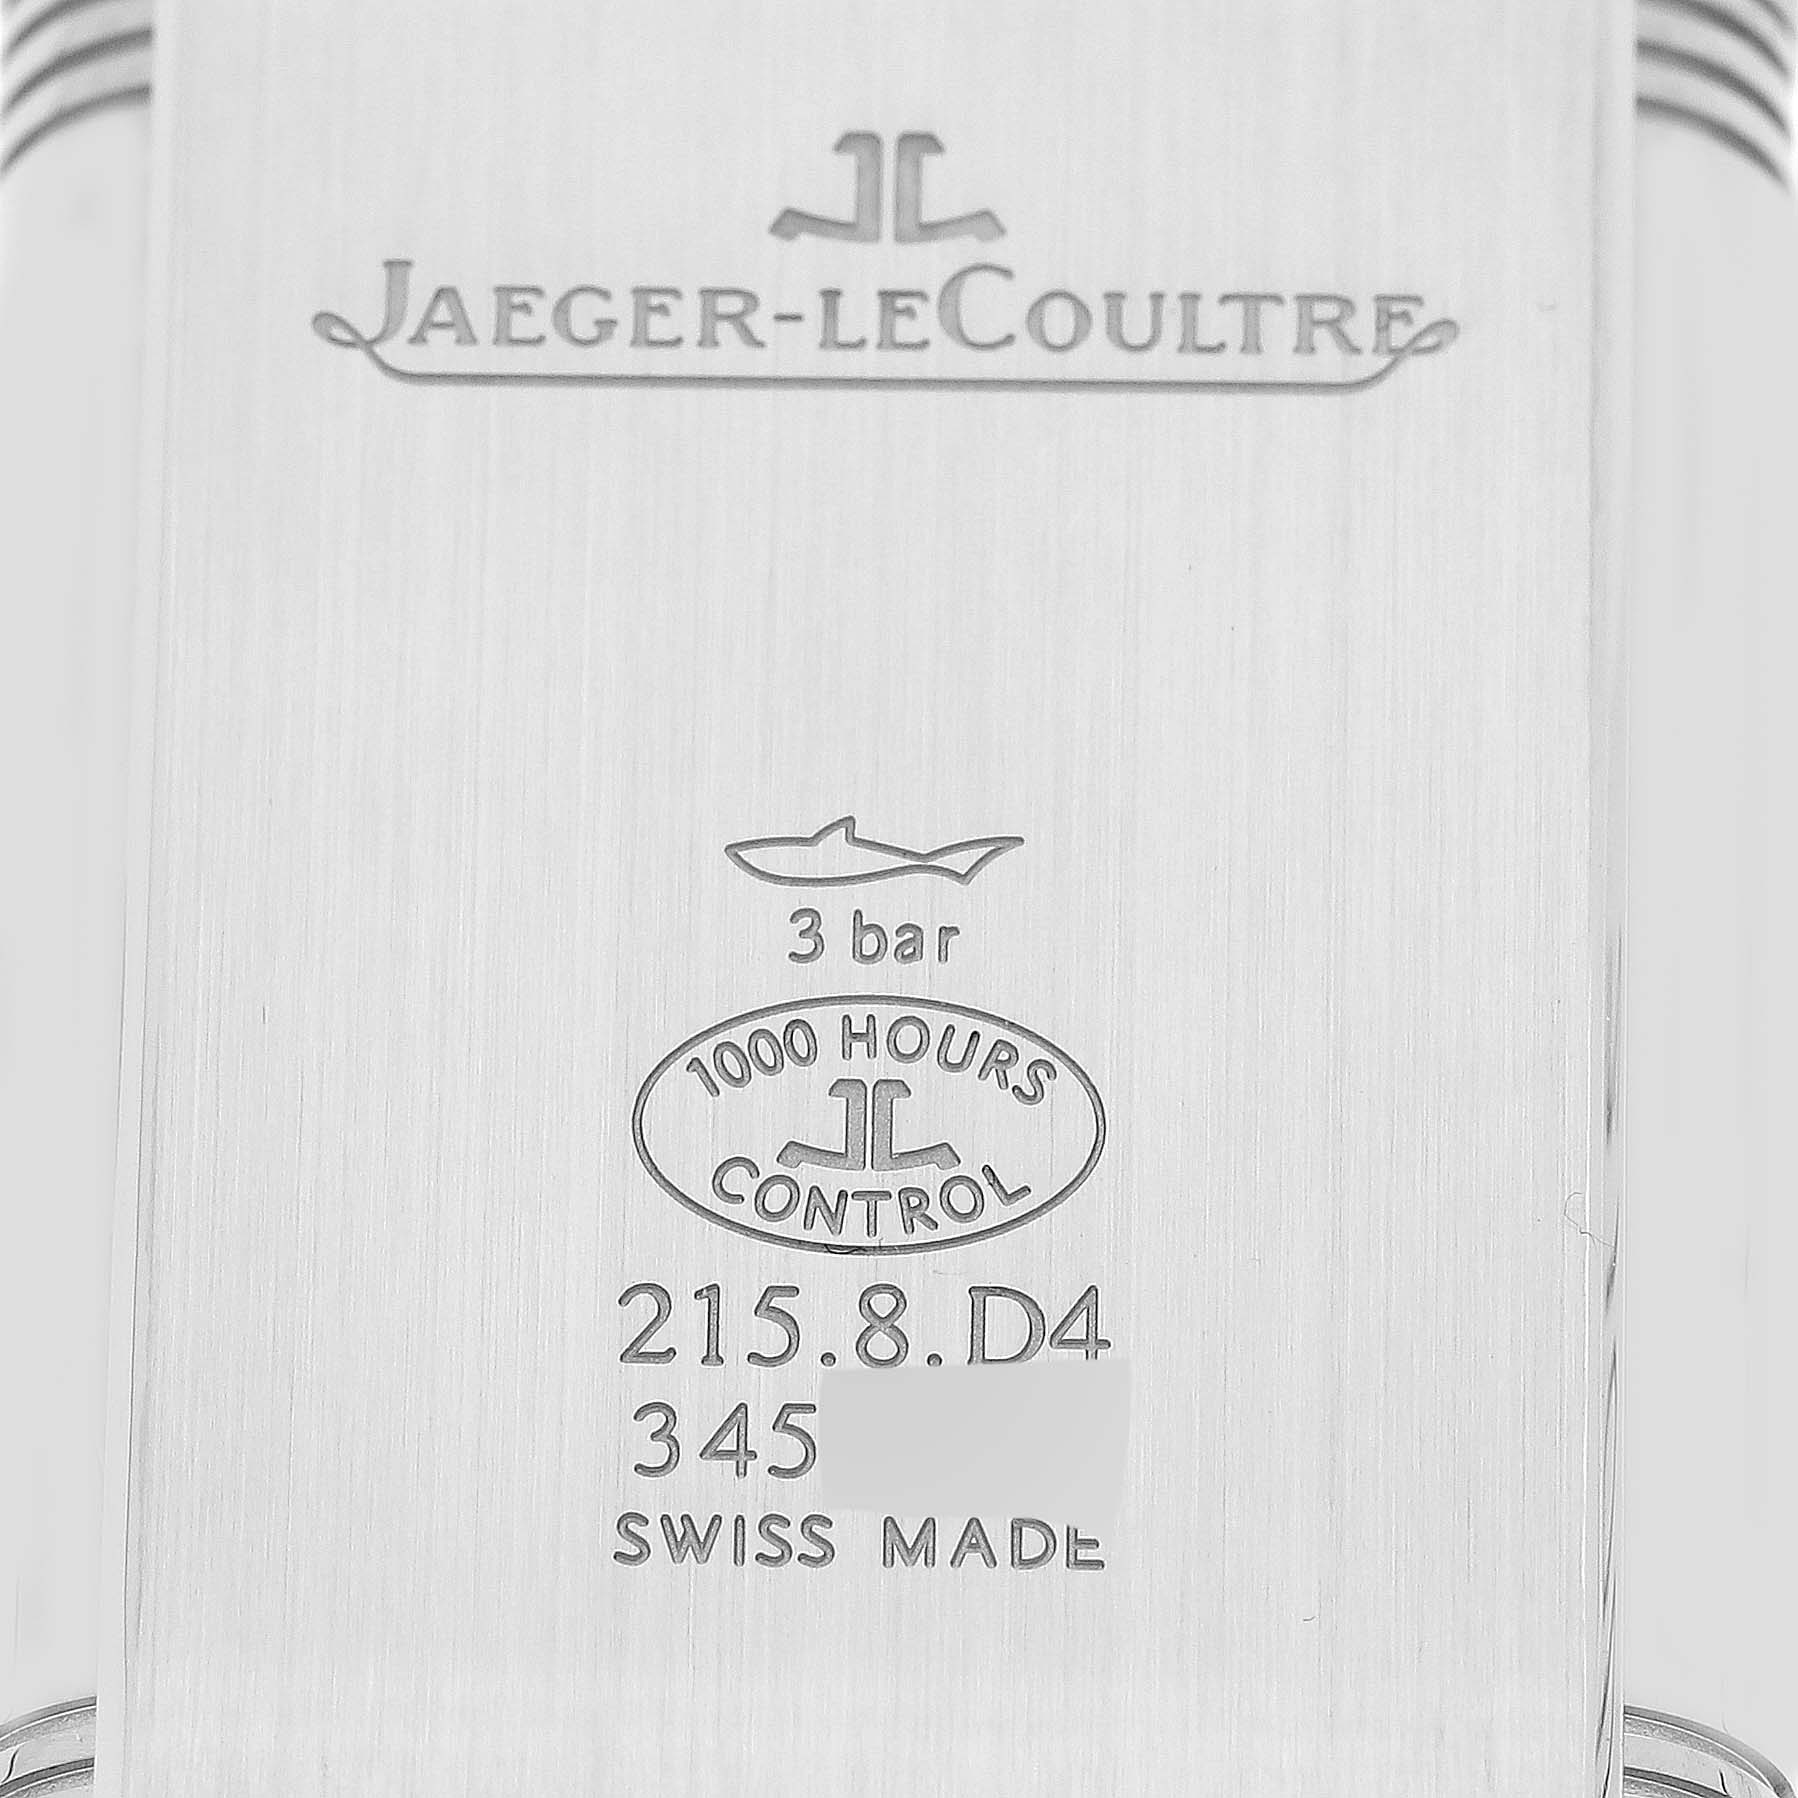 JAEGER-LECOULTRE
3 bar
1000 HOURS
CONTROL
215.8.D4
345
SWISS MADE